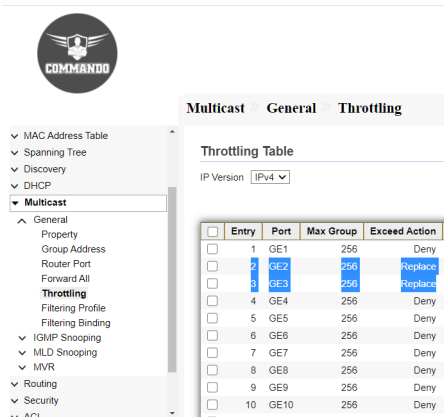 COMMANDO
Multicast » General » Throttling
MAC Address Table
Spanning Tree
Discovery
DHCP
Multicast
General
Property
Group Address
Router Port
Forward All
Throttling
Filtering Profile
Filtering Binding
IGMP Snooping
MLD Snooping
MVR
Routing
Security
ACL
Throttling Table
IP Version IPv4
Entry Port Max Group Exceed Action
1 GE1 256 Deny
2 GE2 256 Replace
3 GE3 256 Replace
4 GE4 256 Deny
5 GE5 256 Deny
6 GE6 256 Deny
7 GE7 256 Deny
8 GE8 256 Deny
9 GE9 256 Deny
10 GE10 256 Deny